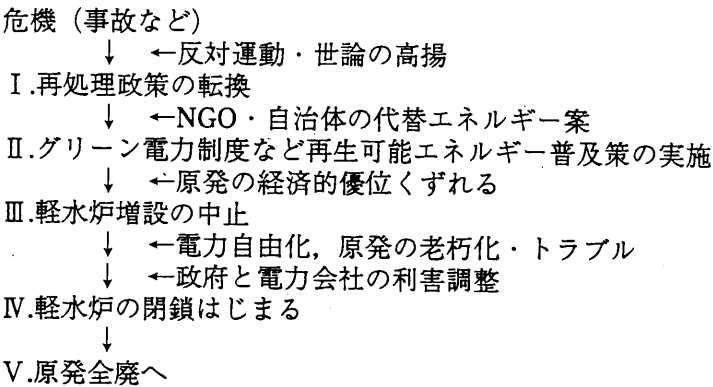 危機（事故など）
↓ ←反対運動・世論の高揚
Ⅰ.再処理政策の転換
↓ ←NGO・自治体の代替エネルギー案
Ⅱ.グリーン電力制度など再生可能エネルギー普及策の実施
↓ ←原発の経済的優位くずれる
Ⅲ.軽水炉増設の中止
↓ ←電力自由化，原発の老朽化・トラブル
↓ ←政府と電力会社の利害調整
Ⅳ.軽水炉の閉鎖はじまる
↓
Ⅴ.原発全廃へ